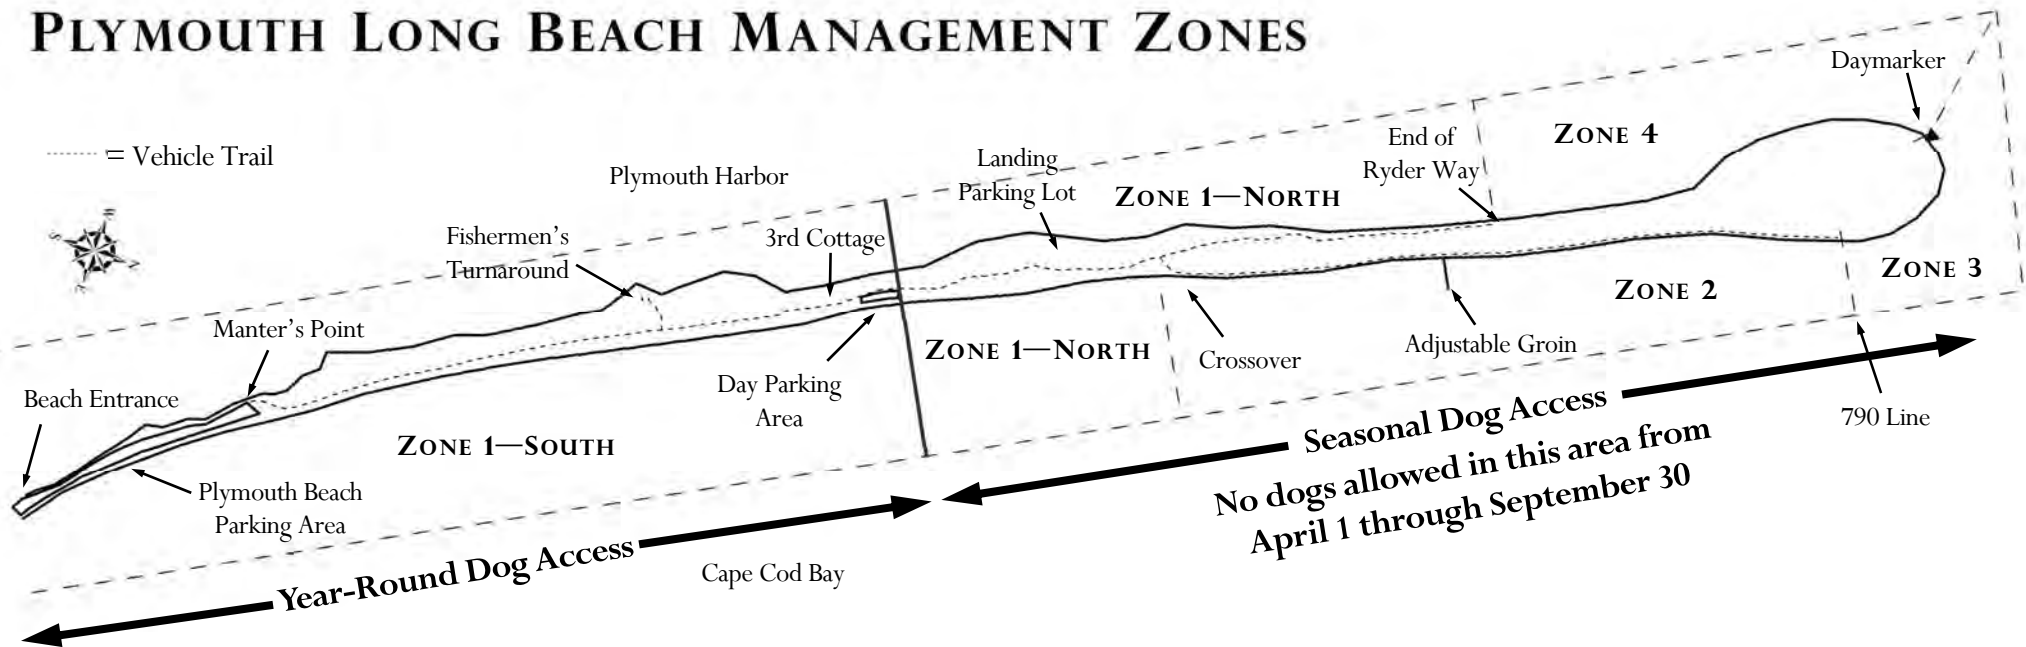 PLYMOUTH LONG BEACH MANAGEMENT ZONES
= Vehicle Trail
Daymarker
ZONE 4
End of
Ryder Way
Landing
Parking Lot
Plymouth Harbor
ZONE 1—NORTH
Fishermen's
Turnaround
3rd Cottage
ZONE 3
ZONE 2
Manter's Point
Adjustable Groin
ZONE 1—NORTH
Crossover
Day Parking
Area
Beach Entrance
790 Line
ZONE 1—SOUTH
Plymouth Beach
Parking Area
Seasonal Dog Access
No dogs allowed in this area from
April 1 through September 30
Year-Round Dog Access
Cape Cod Bay